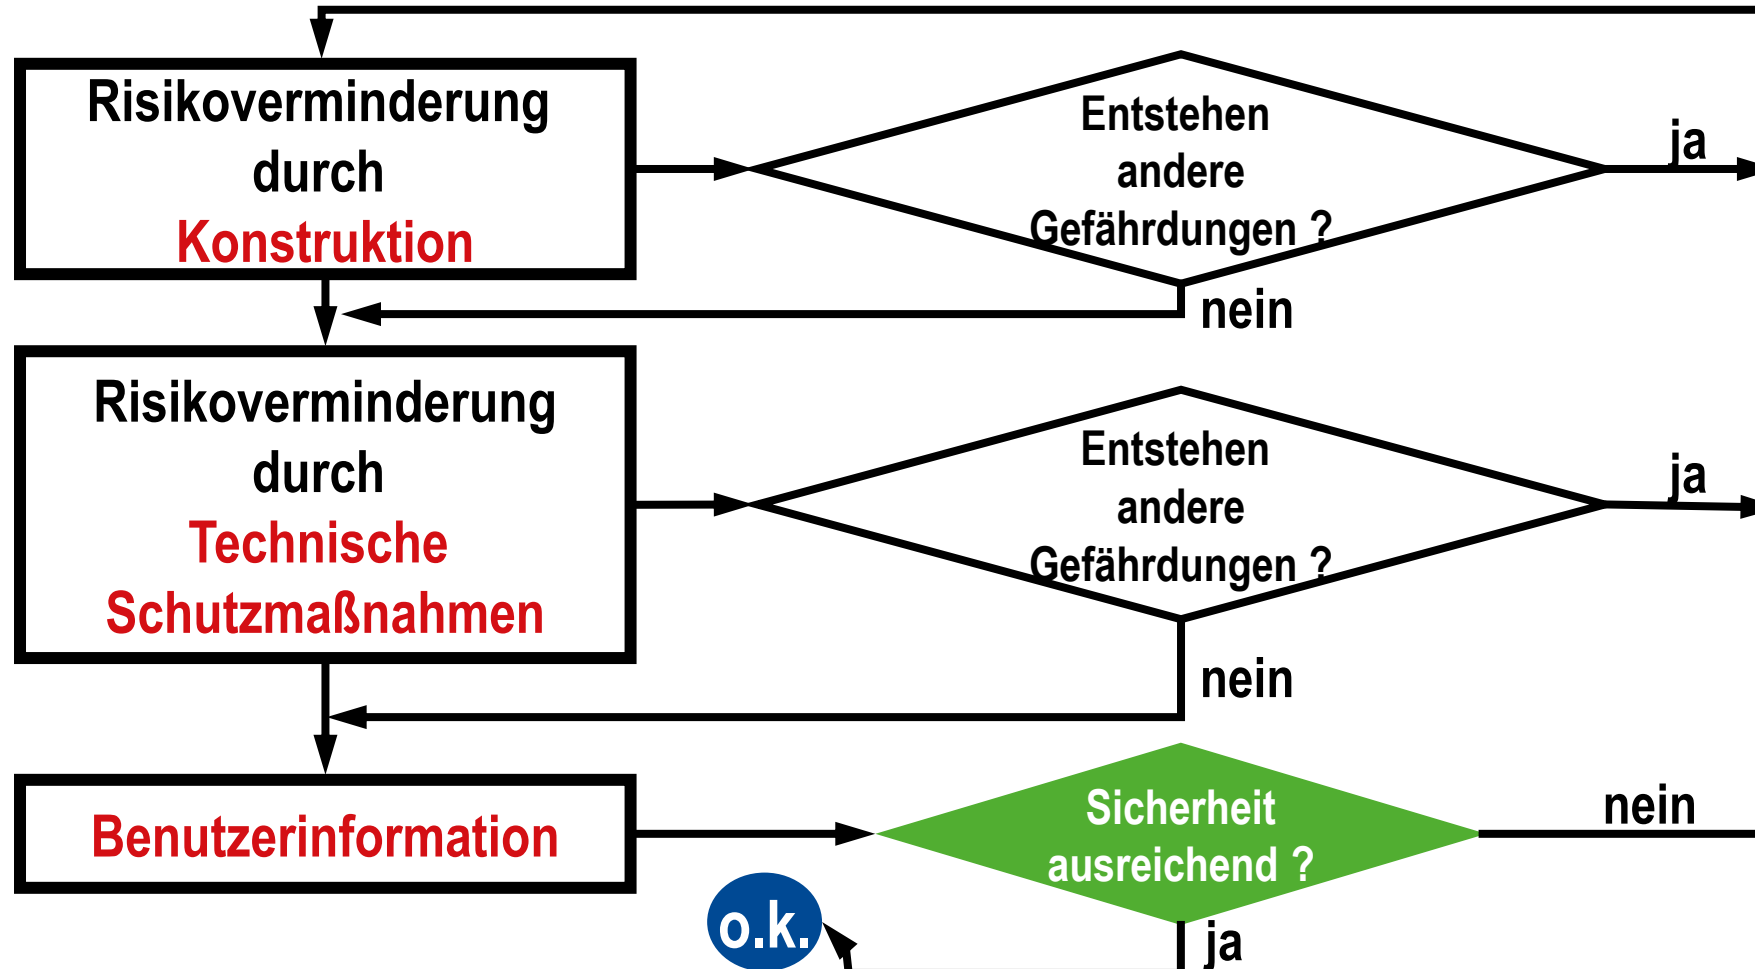 Risikoverminderung
durch
Konstruktion
Entstehen
andere
Gefährdungen ?
ja
nein
Risikoverminderung
durch
Technische
Schutzmaßnahmen
Entstehen
andere
Gefährdungen ?
ja
nein
Benutzerinformation
Sicherheit
ausreichend ?
nein
o.k.
ja